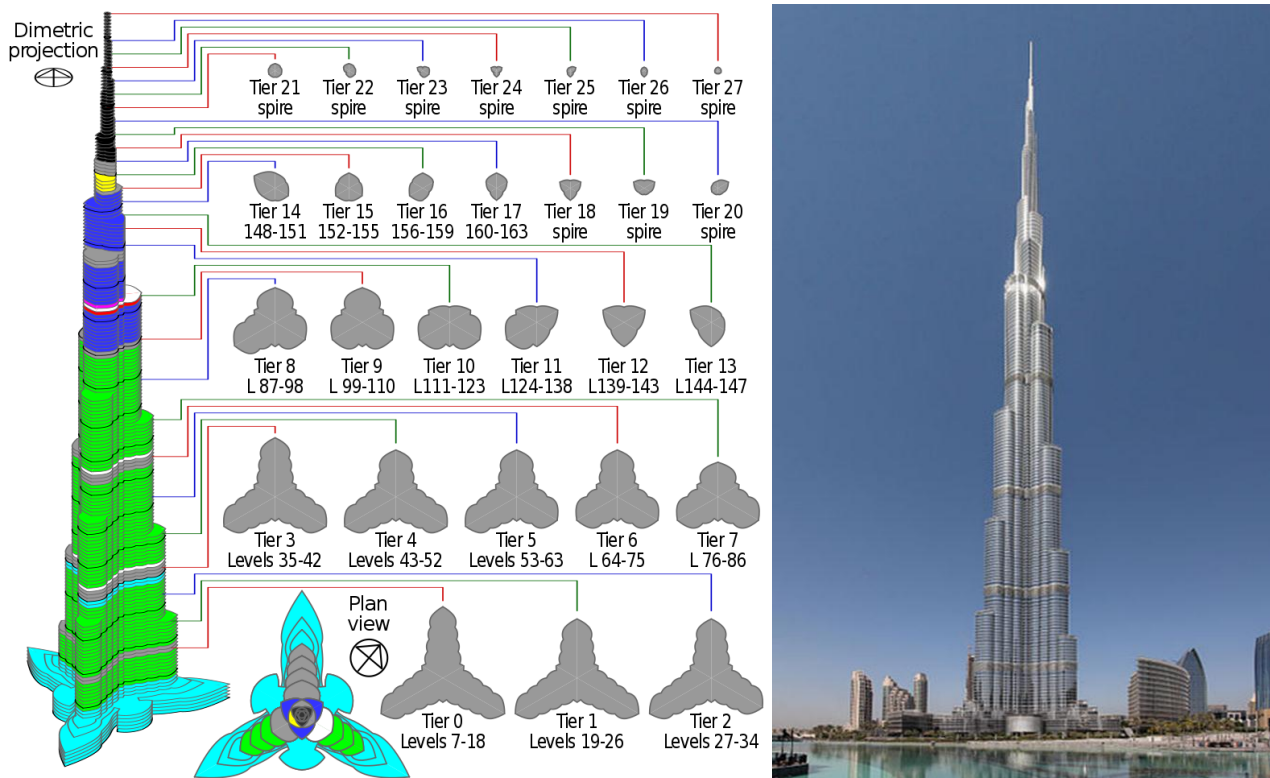 Dimetric
projection
Tier 21
spire
Tier 22
spire
Tier 23
spire
Tier 24
spire
Tier 25
spire
Tier 26
spire
Tier 27
spire
Tier 14
148-151
Tier 15
152-155
Tier 16
156-159
Tier 17
160-163
Tier 18
spire
Tier 19
spire
Tier 20
spire
Tier 8
L 87-98
Tier 9
L 99-110
Tier 10
L111-123
Tier 11
L124-138
Tier 12
L139-143
Tier 13
L144-147
Tier 3
Levels 35-42
Tier 4
Levels 43-52
Tier 5
Levels 53-63
Tier 6
L 64-75
Tier 7
L 76-86
Plan
view
Tier 0
Levels 7-18
Tier 1
Levels 19-26
Tier 2
Levels 27-34